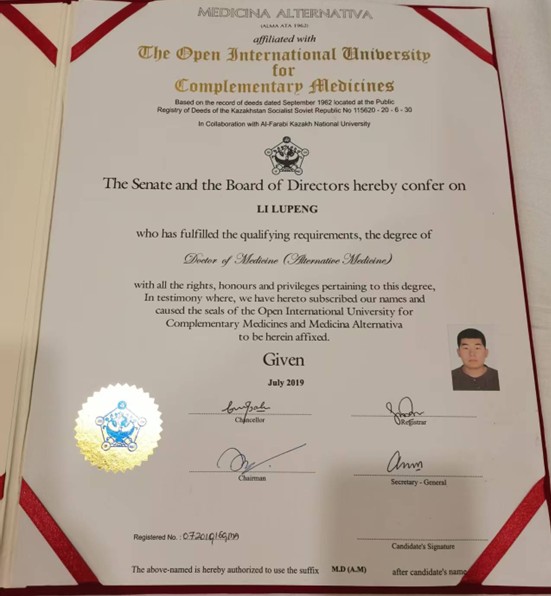 MEDICINA ALTERNATIVA
(ALMA ATA 1962)
affiliated with
The Open International University
for
Complementary Medicines
Based on the record of deeds dated September 1962 located at the Public
Registry of Deeds of the Kazakhstan Socialist Soviet Republic No 115620 - 20 - 6 - 30
In Collaboration with Al-Farabi Kazakh National University
The Senate and the Board of Directors hereby confer on
LI LUPENG
who has fulfilled the qualifying requirements, the degree of
Doctor of Medicine (Alternative Medicine)
with all the rights, honours and privileges pertaining to this degree,
In testimony where, we have hereto subscribed our names and
caused the seals of the Open International University for
Complementary Medicines and Medicina Alternativa
to be herein affixed.
Given
July 2019
Chancellor
Registrar
Chairman
Secretary - General
Registered No. :
Candidate's Signature
The above-named is hereby authorized to use the suffix M.D (A.M) after candidate's name